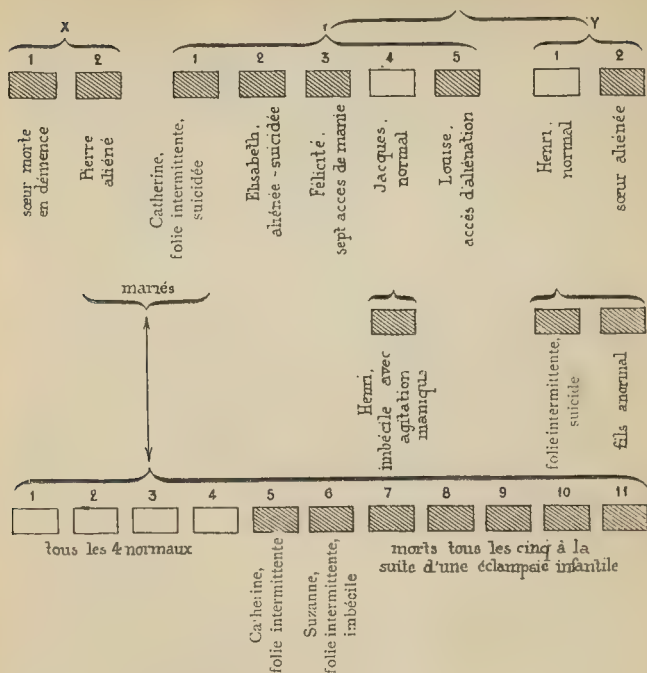 X
Y
Y
1
2
1
2
3
4
5
1
2
sœur morte
en démence
Pierre
aliéné
Catherine,
folie intermittente,
suicidée
Elisabeth,
aliénée - suicidée
Félicité.
sept accès de manie
Jacques.
normal
Louise.
accès d'aliénation
Henri,
normal
sœur aliénée
mariés
Henri,
imbécile avec
agitation
maniqu
folie intermittente,
suicide
fils anormal
1
2
3
4
5
6
7
8
9
10
11
tous les 4 normaux
Catherine,
folie intermittente
Suzanne,
folie intermittente,
imbécile
morts tous les cinq à la
suite d'une éclampsie infantile